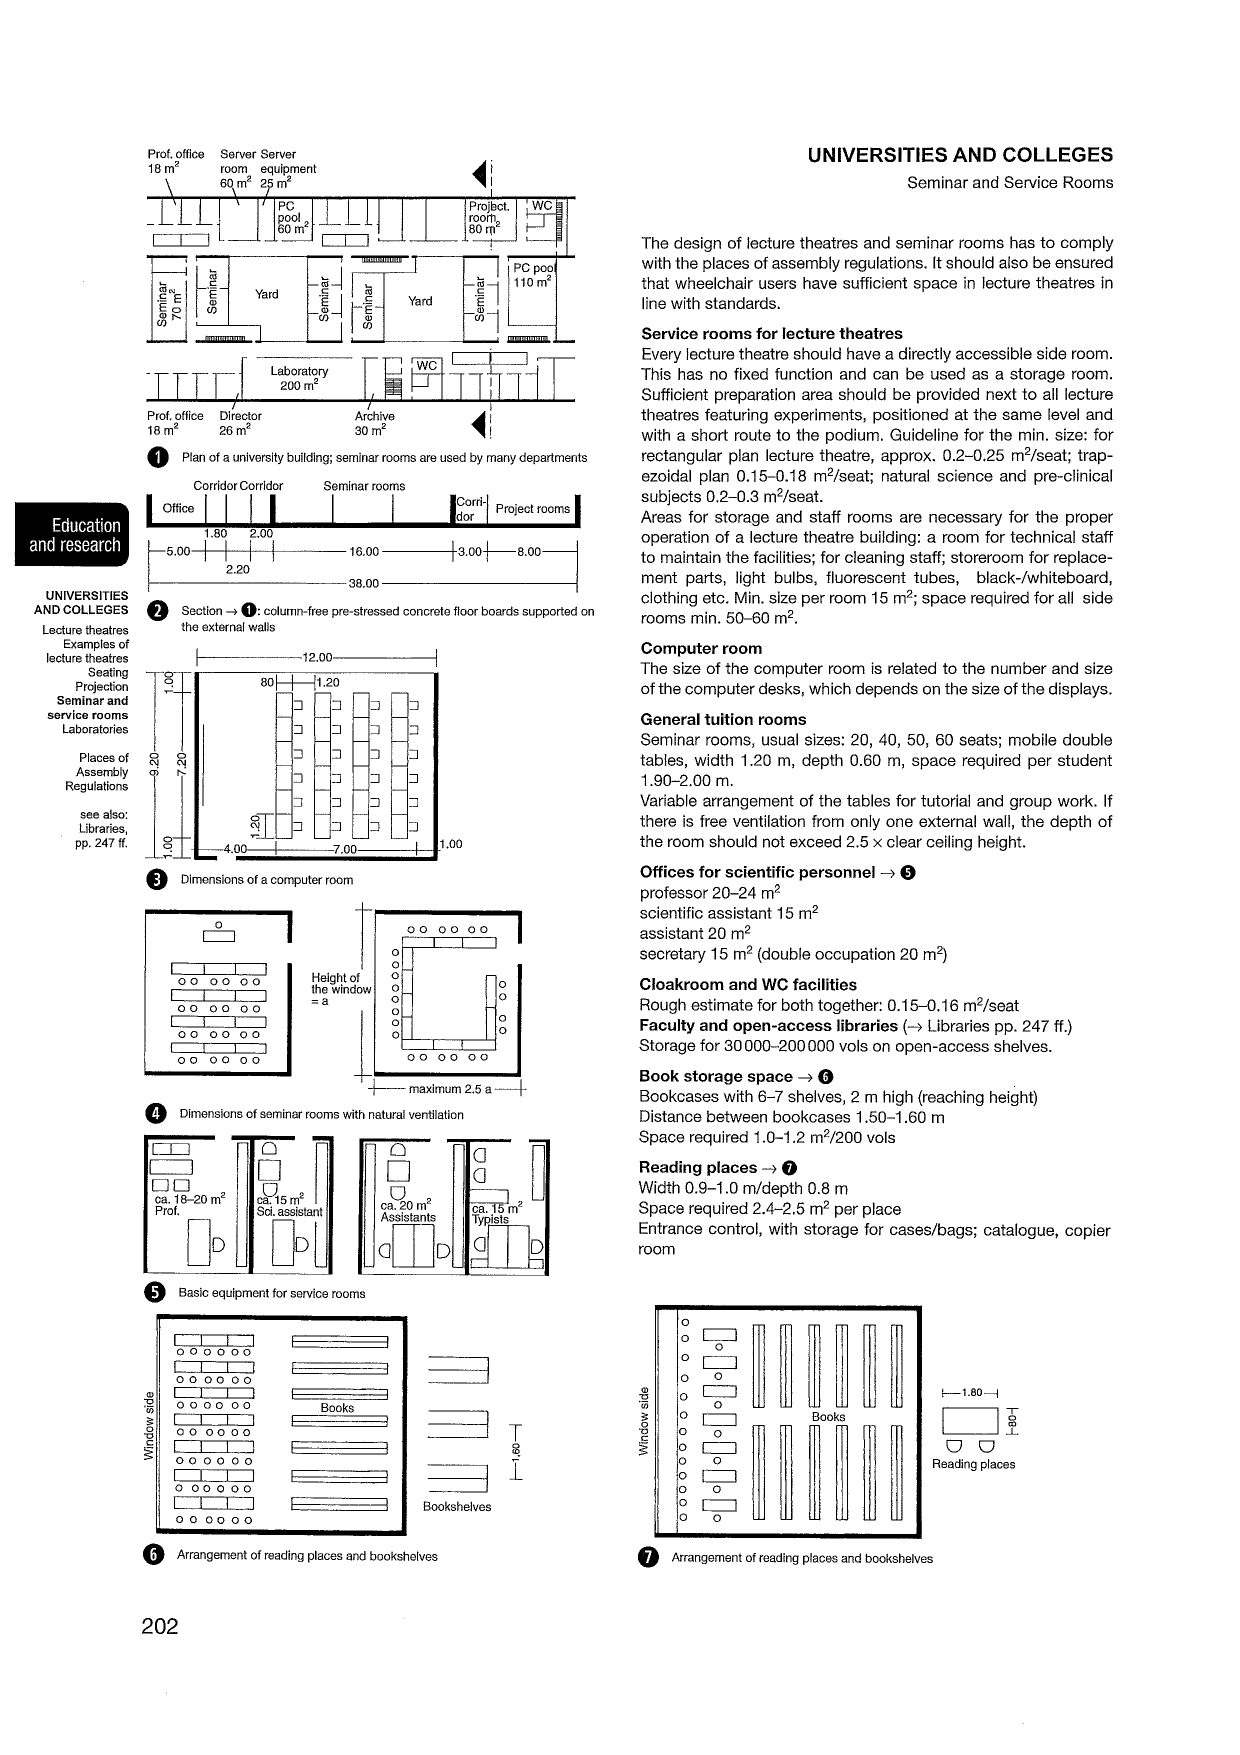 UNIVERSITIES AND COLLEGES
Seminar and Service Rooms
Prof. office
18 m²
Server room
60 m²
Server equipment
25 m²
PC pool
60 m²
Project. room
80 m²
WC
Seminar
70 m²
Seminar
Yard
Seminar
Seminar
Yard
Seminar
PC pool
110 m²
Laboratory
200 m²
WC
Prof. office
18 m²
Director
26 m²
Archive
30 m²
1 Plan of a university building; seminar rooms are used by many departments
Corridor Corridor Seminar rooms
Office
Corri-
dor
Project rooms
1.80 2.00
5.00 16.00 3.00 8.00
2.20
38.00
2 Section → 1: column-free pre-stressed concrete floor boards supported on
the external walls
Education
and research
UNIVERSITIES
AND COLLEGES
Lecture theatres
Examples of
lecture theatres
Seating
Projection
Seminar and
service rooms
Laboratories
Places of
Assembly
Regulations
see also:
Libraries,
pp. 247 ff.
12.00
80 1.20
1.00
9.20
7.20
1.00
1.20
4.00 7.00 1.00
3 Dimensions of a computer room
Height of
the window
= a
maximum 2.5 a
4 Dimensions of seminar rooms with natural ventilation
ca. 18–20 m²
Prof.
ca. 15 m²
Sci. assistant
ca. 20 m²
Assistants
ca. 15 m²
Typists
5 Basic equipment for service rooms
Window side
Books
1.60
Bookshelves
6 Arrangement of reading places and bookshelves
The design of lecture theatres and seminar rooms has to comply
with the places of assembly regulations. It should also be ensured
that wheelchair users have sufficient space in lecture theatres in
line with standards.
Service rooms for lecture theatres
Every lecture theatre should have a directly accessible side room.
This has no fixed function and can be used as a storage room.
Sufficient preparation area should be provided next to all lecture
theatres featuring experiments, positioned at the same level and
with a short route to the podium. Guideline for the min. size: for
rectangular plan lecture theatre, approx. 0.2–0.25 m²/seat; trap-
ezoidal plan 0.15–0.18 m²/seat; natural science and pre-clinical
subjects 0.2–0.3 m²/seat.
Areas for storage and staff rooms are necessary for the proper
operation of a lecture theatre building: a room for technical staff
to maintain the facilities; for cleaning staff; storeroom for replace-
ment parts, light bulbs, fluorescent tubes, black-/whiteboard,
clothing etc. Min. size per room 15 m²; space required for all side
rooms min. 50–60 m².
Computer room
The size of the computer room is related to the number and size
of the computer desks, which depends on the size of the displays.
General tuition rooms
Seminar rooms, usual sizes: 20, 40, 50, 60 seats; mobile double
tables, width 1.20 m, depth 0.60 m, space required per student
1.90–2.00 m.
Variable arrangement of the tables for tutorial and group work. If
there is free ventilation from only one external wall, the depth of
the room should not exceed 2.5 × clear ceiling height.
Offices for scientific personnel → 5
professor 20–24 m²
scientific assistant 15 m²
assistant 20 m²
secretary 15 m² (double occupation 20 m²)
Cloakroom and WC facilities
Rough estimate for both together: 0.15–0.16 m²/seat
Faculty and open-access libraries (→ Libraries pp. 247 ff.)
Storage for 30 000–200 000 vols on open-access shelves.
Book storage space → 6
Bookcases with 6–7 shelves, 2 m high (reaching height)
Distance between bookcases 1.50–1.60 m
Space required 1.0–1.2 m²/200 vols
Reading places → 7
Width 0.9–1.0 m/depth 0.8 m
Space required 2.4–2.5 m² per place
Entrance control, with storage for cases/bags; catalogue, copier
room
Window side
Books
1.80
80
Reading places
7 Arrangement of reading places and bookshelves
202